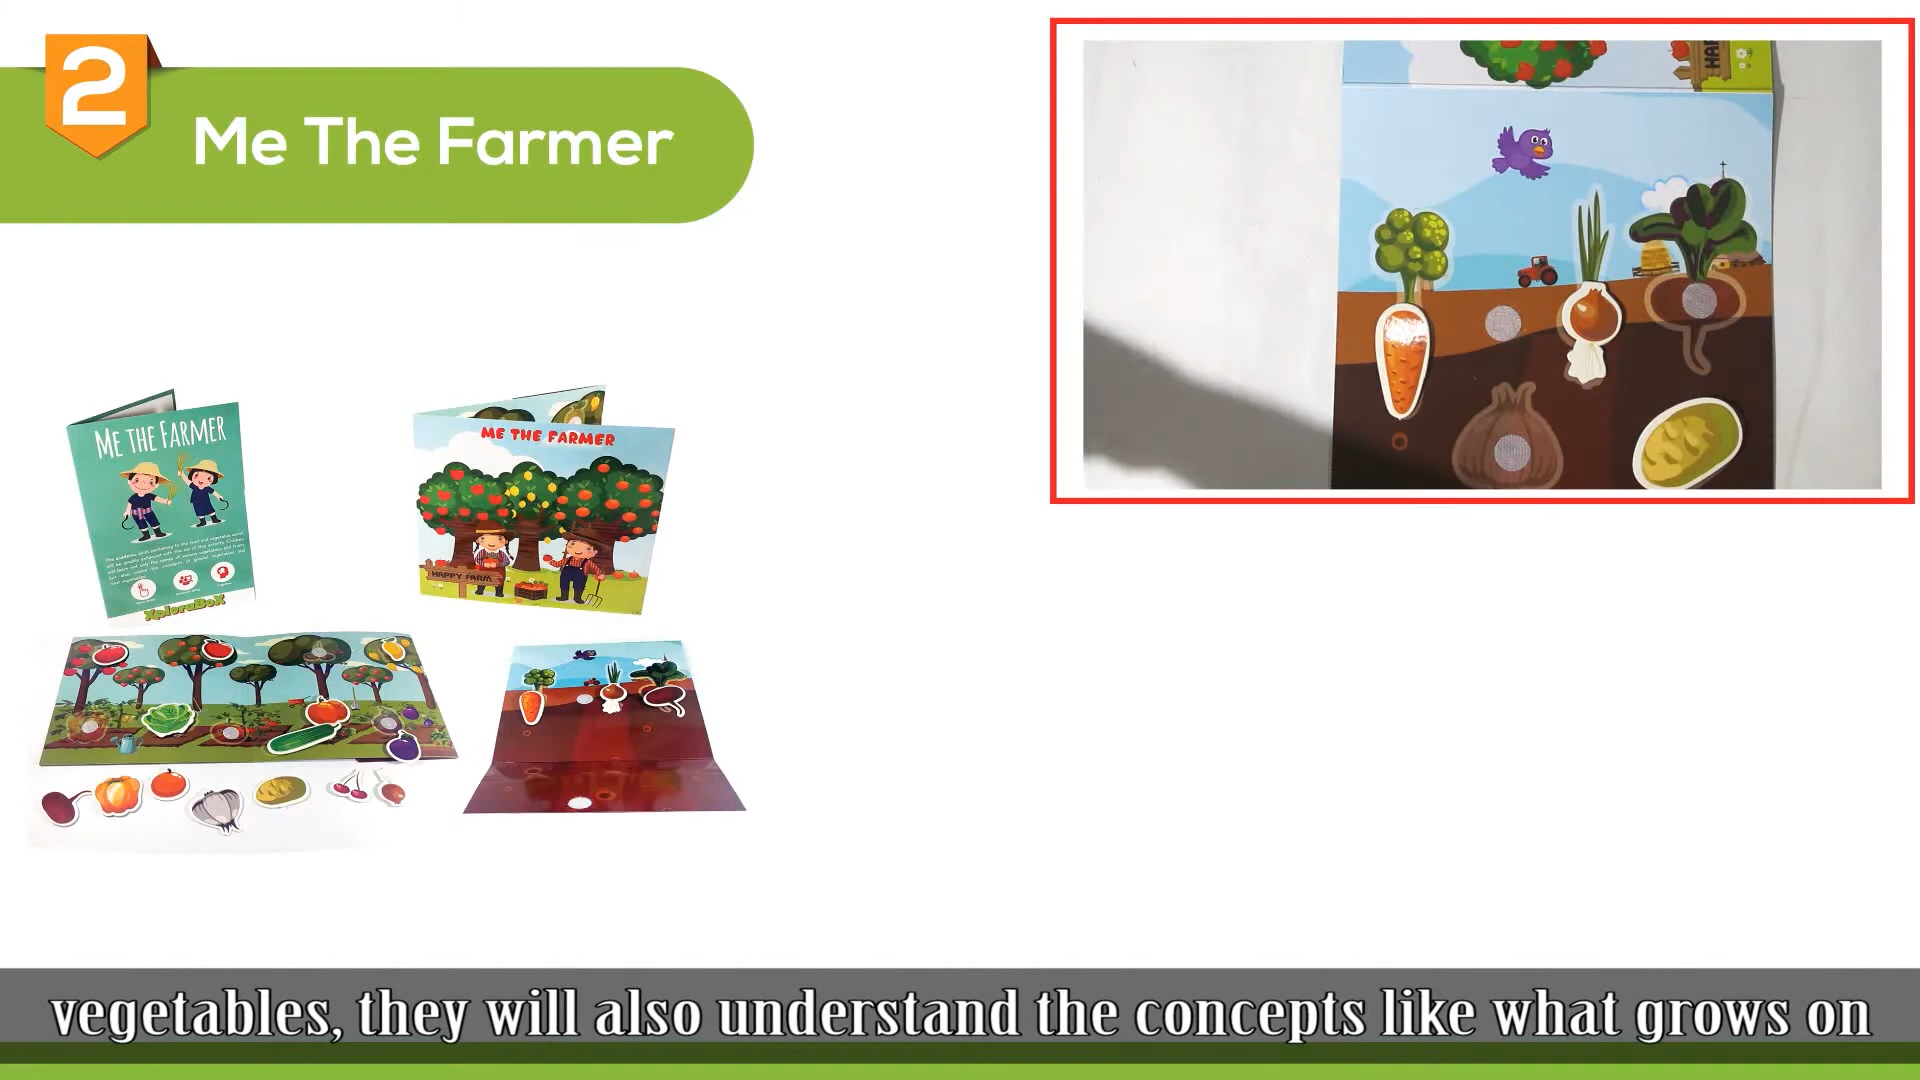 2
Me The Farmer
HA
ME THE FARMER
XploraBox
ME THE FARMER
HAPPY FARM
vegetables, they will also understand the concepts like what grows on